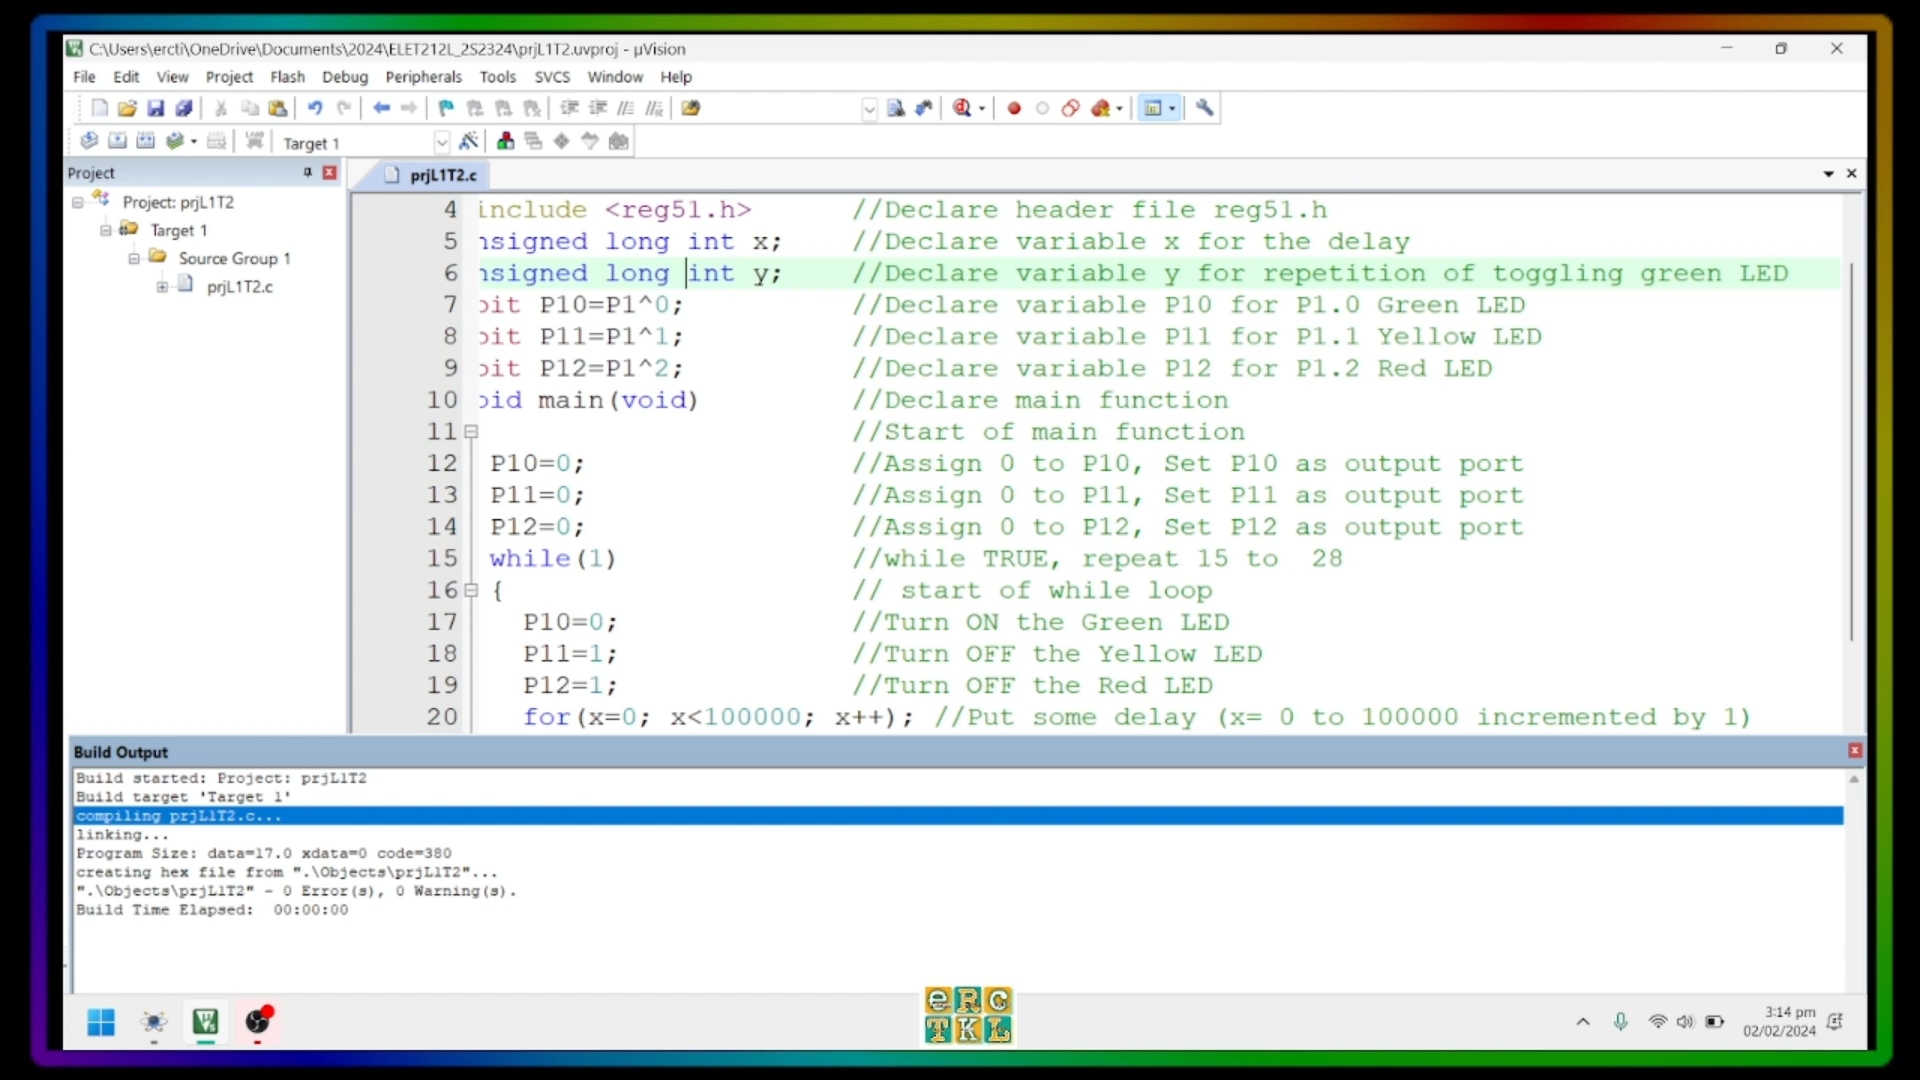 C:\Users\ercti\OneDrive\Documents\2024\ELET212L_2S2324\prjL1T2.uvproj - µVision
File Edit View Project Flash Debug Peripherals Tools SVCS Window Help
Target 1
Project
prjL1T2.c
Project: prjL1T2
Target 1
Source Group 1
prjL1T2.c
4 include <reg51.h> //Declare header file reg51.h
5 nsigned long int x; //Declare variable x for the delay
6 nsigned long int y; //Declare variable y for repetition of toggling green LED
7 bit P10=P1^0; //Declare variable P10 for P1.0 Green LED
8 bit P11=P1^1; //Declare variable P11 for P1.1 Yellow LED
9 bit P12=P1^2; //Declare variable P12 for P1.2 Red LED
10 oid main(void) //Declare main function
11 //Start of main function
12 P10=0; //Assign 0 to P10, Set P10 as output port
13 P11=0; //Assign 0 to P11, Set P11 as output port
14 P12=0; //Assign 0 to P12, Set P12 as output port
15 while(1) //while TRUE, repeat 15 to 28
16 { // start of while loop
17 P10=0; //Turn ON the Green LED
18 P11=1; //Turn OFF the Yellow LED
19 P12=1; //Turn OFF the Red LED
20 for(x=0; x<100000; x++); //Put some delay (x= 0 to 100000 incremented by 1)
Build Output
Build started: Project: prjL1T2
Build target 'Target 1'
compiling prjL1T2.c...
linking...
Program Size: data=17.0 xdata=0 code=380
creating hex file from ".\Objects\prjL1T2"...
".\Objects\prjL1T2" - 0 Error(s), 0 Warning(s).
Build Time Elapsed: 00:00:00
eRC
TKL
3:14 pm
02/02/2024